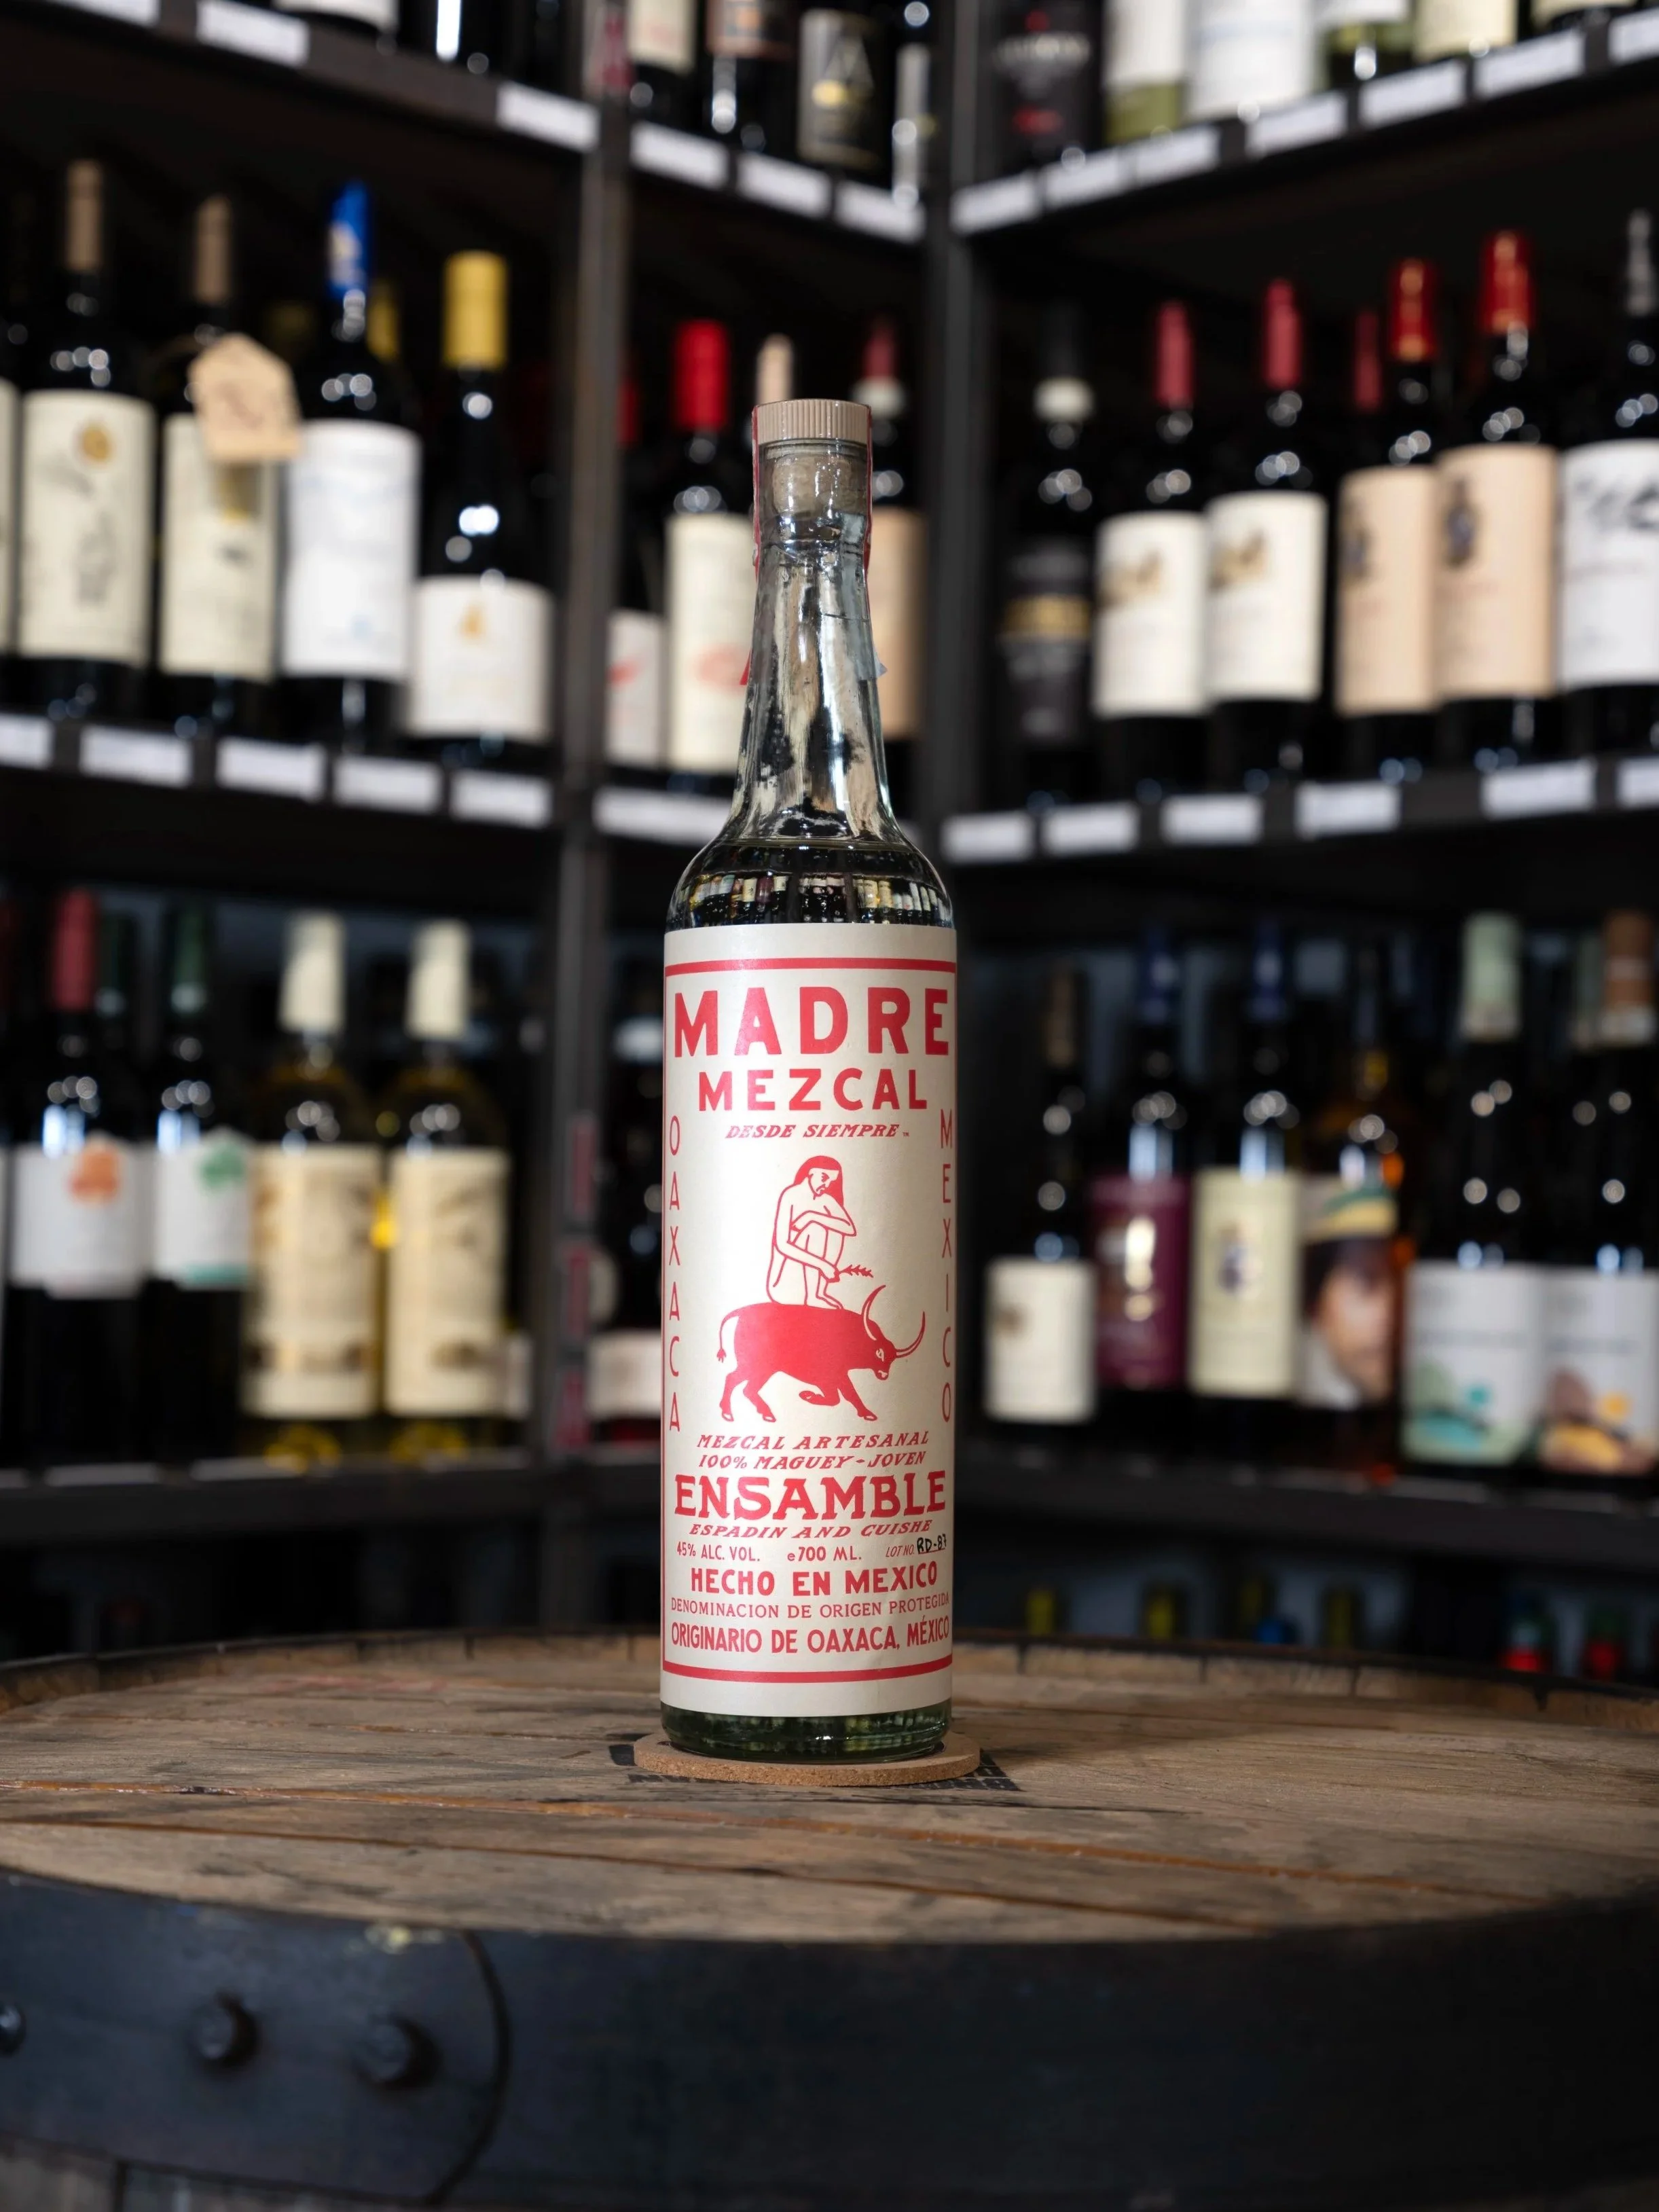 MADRE
MEZCAL
DESDE SIEMPRE™
OAXACA
MEXICO
MEZCAL ARTESANAL
100% MAGUEY - JOVEN
ENSAMBLE
ESPADIN AND CUISHE
45% ALC. VOL. e700 ML. LOT NO.
HECHO EN MEXICO
DENOMINACION DE ORIGEN PROTEGIDA
ORIGINARIO DE OAXACA, MÉXICO